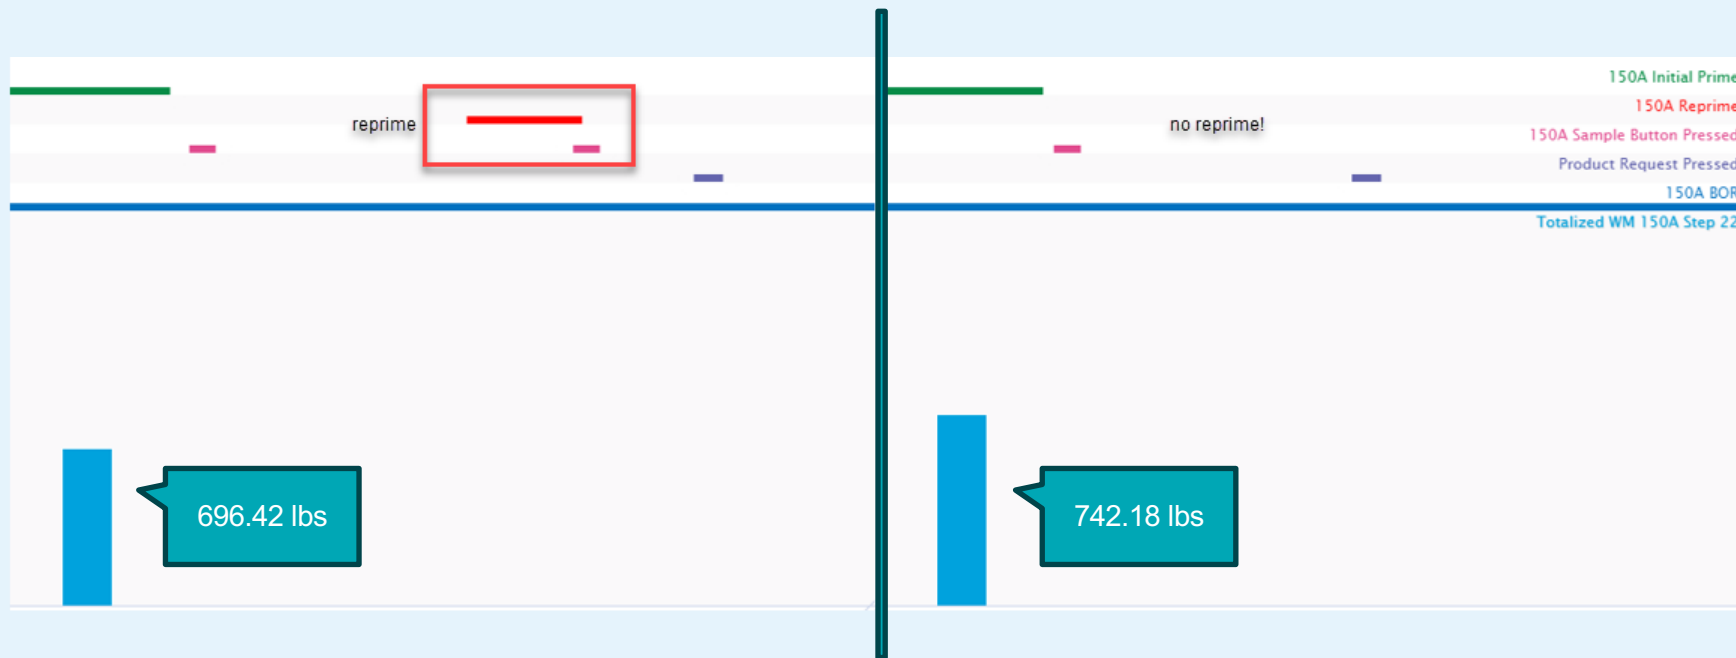 150A Initial Prime
150A Reprime
reprime
no reprime!
150A Sample Button Pressed
Product Request Pressed
150A BOR
Totalized WM 150A Step 22
696.42 lbs
742.18 lbs